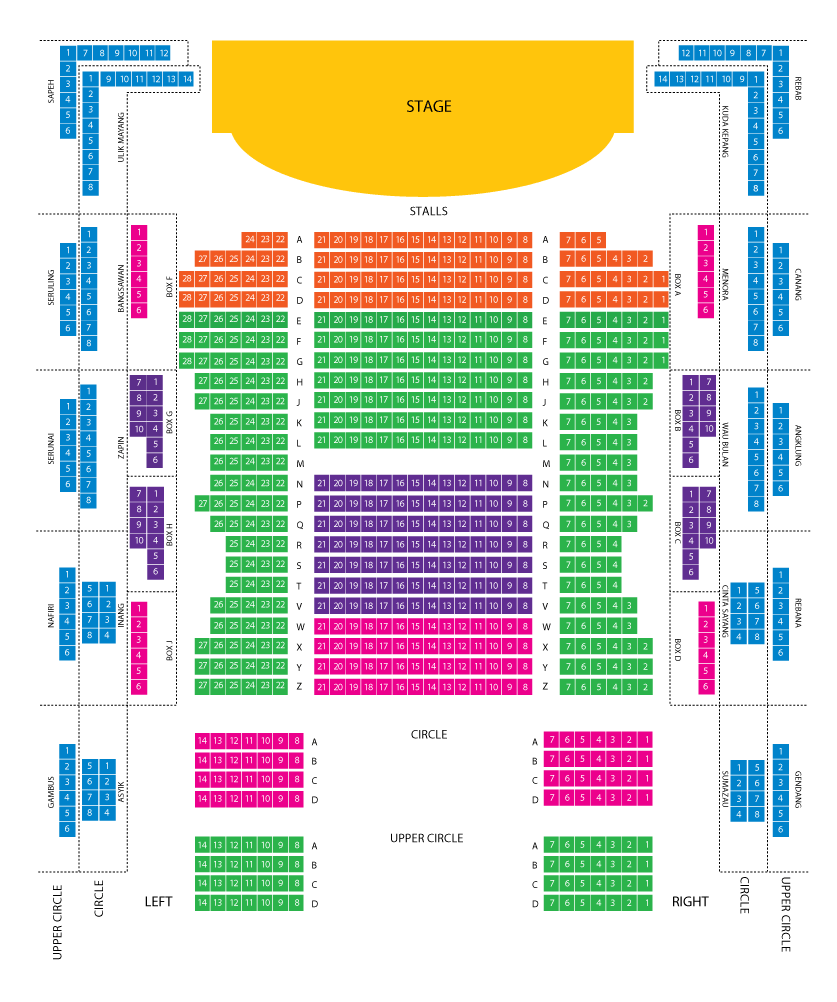 1 7 8 9 10 11 12
2
3
4
5
6
SAPEH
1 9 10 11 12 13 14
2
3
4
5
6
7
8
ULIK MAYANG
STAGE
12 11 10 9 8 7 1
2
3
4
5
6
REBAB
14 13 12 11 10 9 1
2
3
4
5
6
7
8
KUDA KEPANG
STALLS
24 23 22 A 21 20 19 18 17 16 15 14 13 12 11 10 9 8 A 7 6 5
27 26 25 24 23 22 B 21 20 19 18 17 16 15 14 13 12 11 10 9 8 B 7 6 5 4 3 2
28 27 26 25 24 23 22 C 21 20 19 18 17 16 15 14 13 12 11 10 9 8 C 7 6 5 4 3 2 1
28 27 26 25 24 23 22 D 21 20 19 18 17 16 15 14 13 12 11 10 9 8 D 7 6 5 4 3 2 1
28 27 26 25 24 23 22 E 21 20 19 18 17 16 15 14 13 12 11 10 9 8 E 7 6 5 4 3 2 1
28 27 26 25 24 23 22 F 21 20 19 18 17 16 15 14 13 12 11 10 9 8 F 7 6 5 4 3 2 1
28 27 26 25 24 23 22 G 21 20 19 18 17 16 15 14 13 12 11 10 9 8 G 7 6 5 4 3 2 1
27 26 25 24 23 22 H 21 20 19 18 17 16 15 14 13 12 11 10 9 8 H 7 6 5 4 3 2
27 26 25 24 23 22 J 21 20 19 18 17 16 15 14 13 12 11 10 9 8 J 7 6 5 4 3 2
26 25 24 23 22 K 21 20 19 18 17 16 15 14 13 12 11 10 9 8 K 7 6 5 4 3
26 25 24 23 22 L 21 20 19 18 17 16 15 14 13 12 11 10 9 8 L 7 6 5 4 3
26 25 24 23 22 M M 7 6 5 4 3
26 25 24 23 22 N 21 20 19 18 17 16 15 14 13 12 11 10 9 8 N 7 6 5 4 3
27 26 25 24 23 22 P 21 20 19 18 17 16 15 14 13 12 11 10 9 8 P 7 6 5 4 3 2
26 25 24 23 22 Q 21 20 19 18 17 16 15 14 13 12 11 10 9 8 Q 7 6 5 4 3
25 24 23 22 R 21 20 19 18 17 16 15 14 13 12 11 10 9 8 R 7 6 5 4
25 24 23 22 S 21 20 19 18 17 16 15 14 13 12 11 10 9 8 S 7 6 5 4
25 24 23 22 T 21 20 19 18 17 16 15 14 13 12 11 10 9 8 T 7 6 5 4
26 25 24 23 22 V 21 20 19 18 17 16 15 14 13 12 11 10 9 8 V 7 6 5 4 3
26 25 24 23 22 W 21 20 19 18 17 16 15 14 13 12 11 10 9 8 W 7 6 5 4 3
27 26 25 24 23 22 X 21 20 19 18 17 16 15 14 13 12 11 10 9 8 X 7 6 5 4 3 2
27 26 25 24 23 22 Y 21 20 19 18 17 16 15 14 13 12 11 10 9 8 Y 7 6 5 4 3 2
27 26 25 24 23 22 Z 21 20 19 18 17 16 15 14 13 12 11 10 9 8 Z 7 6 5 4 3 2
SERULING
1
2
3
4
5
6
1
2
3
4
5
6
7
8
BANGSAWAN
1
2
3
4
5
6
BOX F
BOX A
1
2
3
4
5
6
MENORA
1
2
3
4
5
6
7
8
1
2
3
4
5
6
CANANG
SERUNAI
1
2
3
4
5
6
1
2
3
4
5
6
7
8
ZAPIN
7 1
8 2
9 3
10 4
5
6
BOX G
7 1
8 2
9 3
10 4
5
6
BOX H
BOX B
1 7
2 8
3 9
4 10
5
6
WAU BULAN
BOX C
1 7
2 8
3 9
4 10
5
6
1
2
3
4
5
6
7
8
1
2
3
4
5
6
ANGKLUNG
NAFIRI
1
2
3
4
5
6
5 1
6 2
7 3
8 4
INANG
1
2
3
4
5
6
BOX J
BOX D
1
2
3
4
5
6
CINTA SAYANG
1 5
2 6
3 7
4 8
1
2
3
4
5
6
REBANA
GAMBUS
1
2
3
4
5
6
5 1
6 2
7 3
8 4
ASYIK
CIRCLE
14 13 12 11 10 9 8 A A 7 6 5 4 3 2 1
14 13 12 11 10 9 8 B B 7 6 5 4 3 2 1
14 13 12 11 10 9 8 C C 7 6 5 4 3 2 1
14 13 12 11 10 9 8 D D 7 6 5 4 3 2 1
SUMAZAU
1 5
2 6
3 7
4 8
1
2
3
4
5
6
GENDANG
UPPER CIRCLE
14 13 12 11 10 9 8 A A 7 6 5 4 3 2 1
14 13 12 11 10 9 8 B B 7 6 5 4 3 2 1
14 13 12 11 10 9 8 C C 7 6 5 4 3 2 1
14 13 12 11 10 9 8 D D 7 6 5 4 3 2 1
UPPER CIRCLE
CIRCLE
LEFT
RIGHT
CIRCLE
UPPER CIRCLE